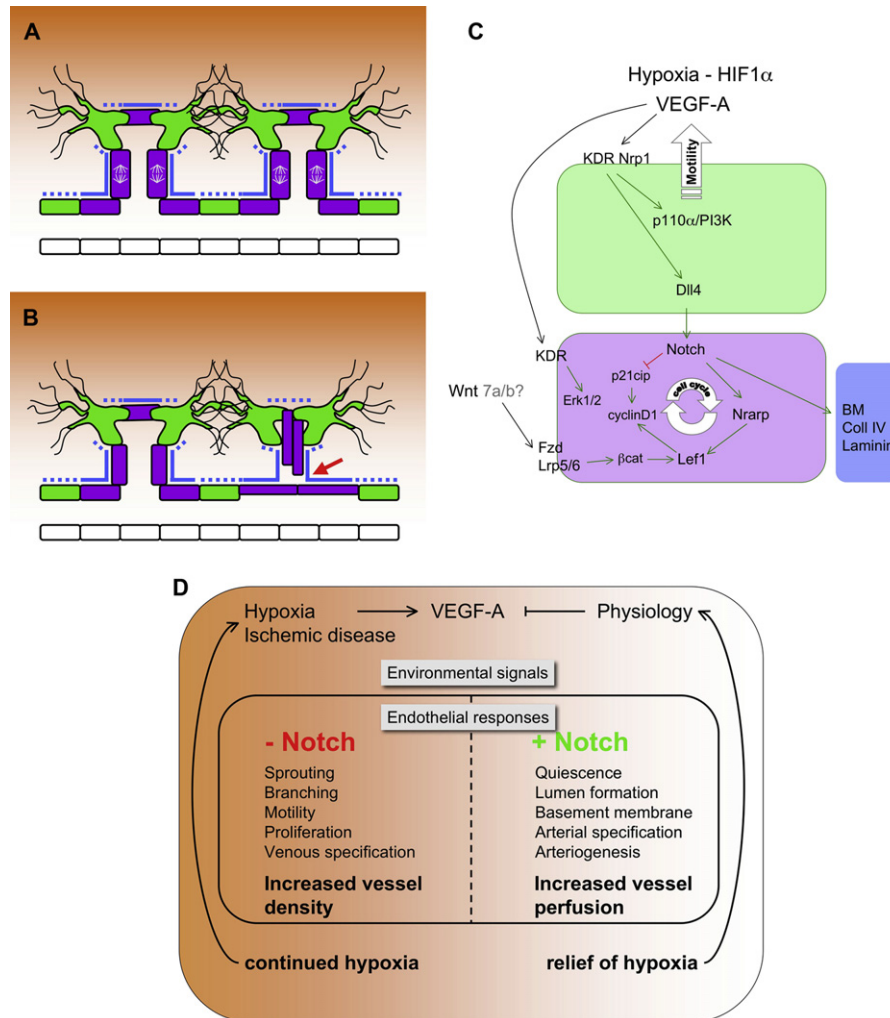 A
B
C
Hypoxia - HIF1α
VEGF-A
KDR Nrp1
Motility
p110α/PI3K
Dll4
KDR
Notch
p21cip
cell cycle
Wnt 7a/b?
Erk1/2
cyclinD1
Nrarp
BM
Coll IV
Laminin
Fzd
Lrp5/6
βcat
Lef1
D
Hypoxia
Ischemic disease
VEGF-A
Physiology
Environmental signals
Endothelial responses
- Notch
Sprouting
Branching
Motility
Proliferation
Venous specification
Increased vessel
density
+ Notch
Quiescence
Lumen formation
Basement membrane
Arterial specification
Arteriogenesis
Increased vessel
perfusion
continued hypoxia
relief of hypoxia